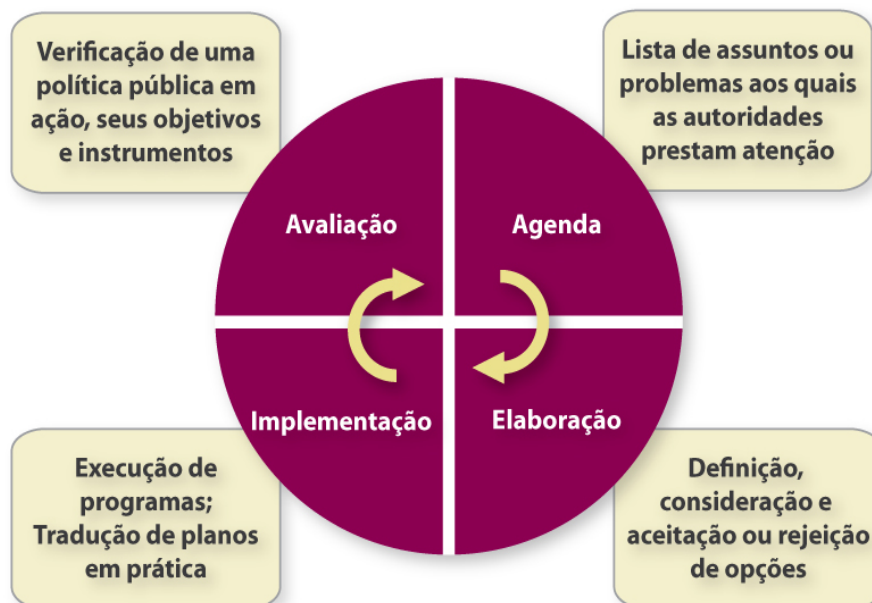 Verificação de uma
política pública em
ação, seus objetivos
e instrumentos
Lista de assuntos ou
problemas aos quais
as autoridades
prestam atenção
Avaliação
Agenda
Implementação
Elaboração
Execução de
programas;
Tradução de planos
em prática
Definição,
consideração e
aceitação ou rejeição
de opções